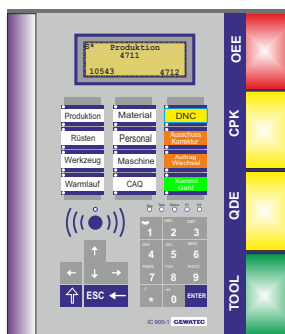 S* Produktion
4711
10543 4712
Produktion Material DNC
Rüsten Personal Ausschuss Korrektur
Werkzeug Maschine Auftrag Wechsel
Warmlauf CAQ Kommt Geht
1 2 3
4 5 6
7 8 9
* 0 ENTER
ESC
IC 900-1 GEWATEC
OEE
CPK
QDE
TOOL